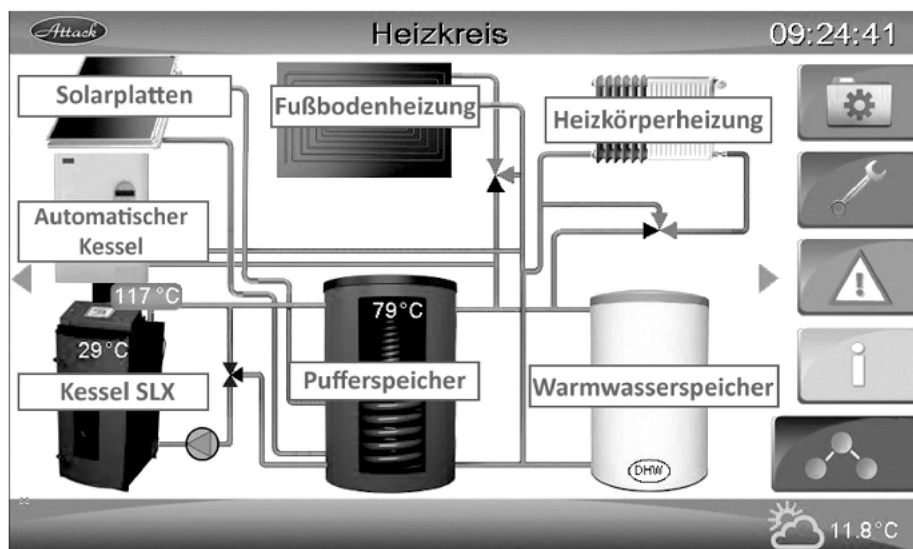 Attack
Heizkreis
09:24:41
Solarplatten
Fußbodenheizung
Heizkörperheizung
Automatischer
Kessel
117 °C
79°C
29°C
Kessel SLX
Pufferspeicher
Warmwasserspeicher
DHW
11.8°C